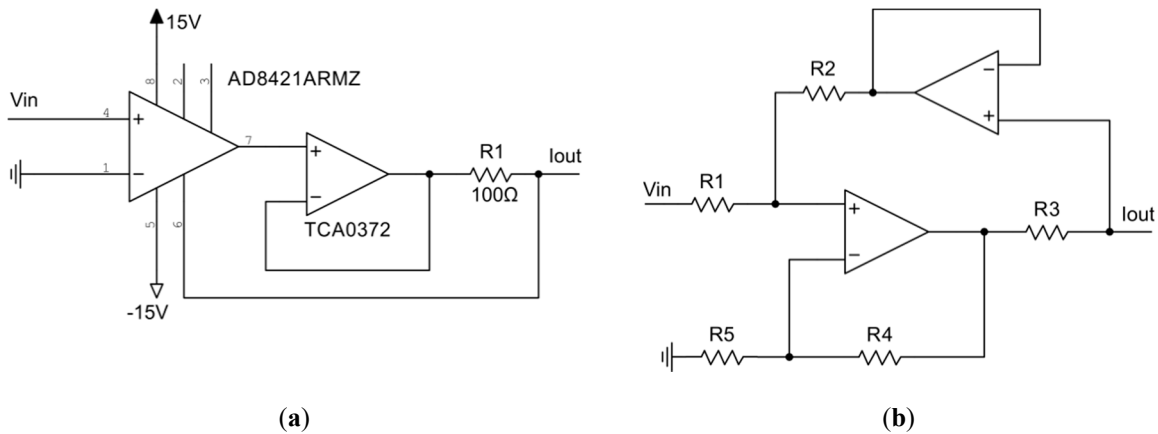 15V
AD8421ARMZ
Vin
8
2
3
4
+
7
1
−
5
6
-15V
+
−
TCA0372
R1
100Ω
Iout
(a)
R2
−
+
Vin
R1
+
−
R3
Iout
R5
R4
(b)